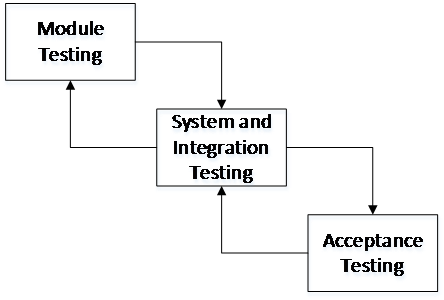 Module
Testing
System and
Integration
Testing
Acceptance
Testing